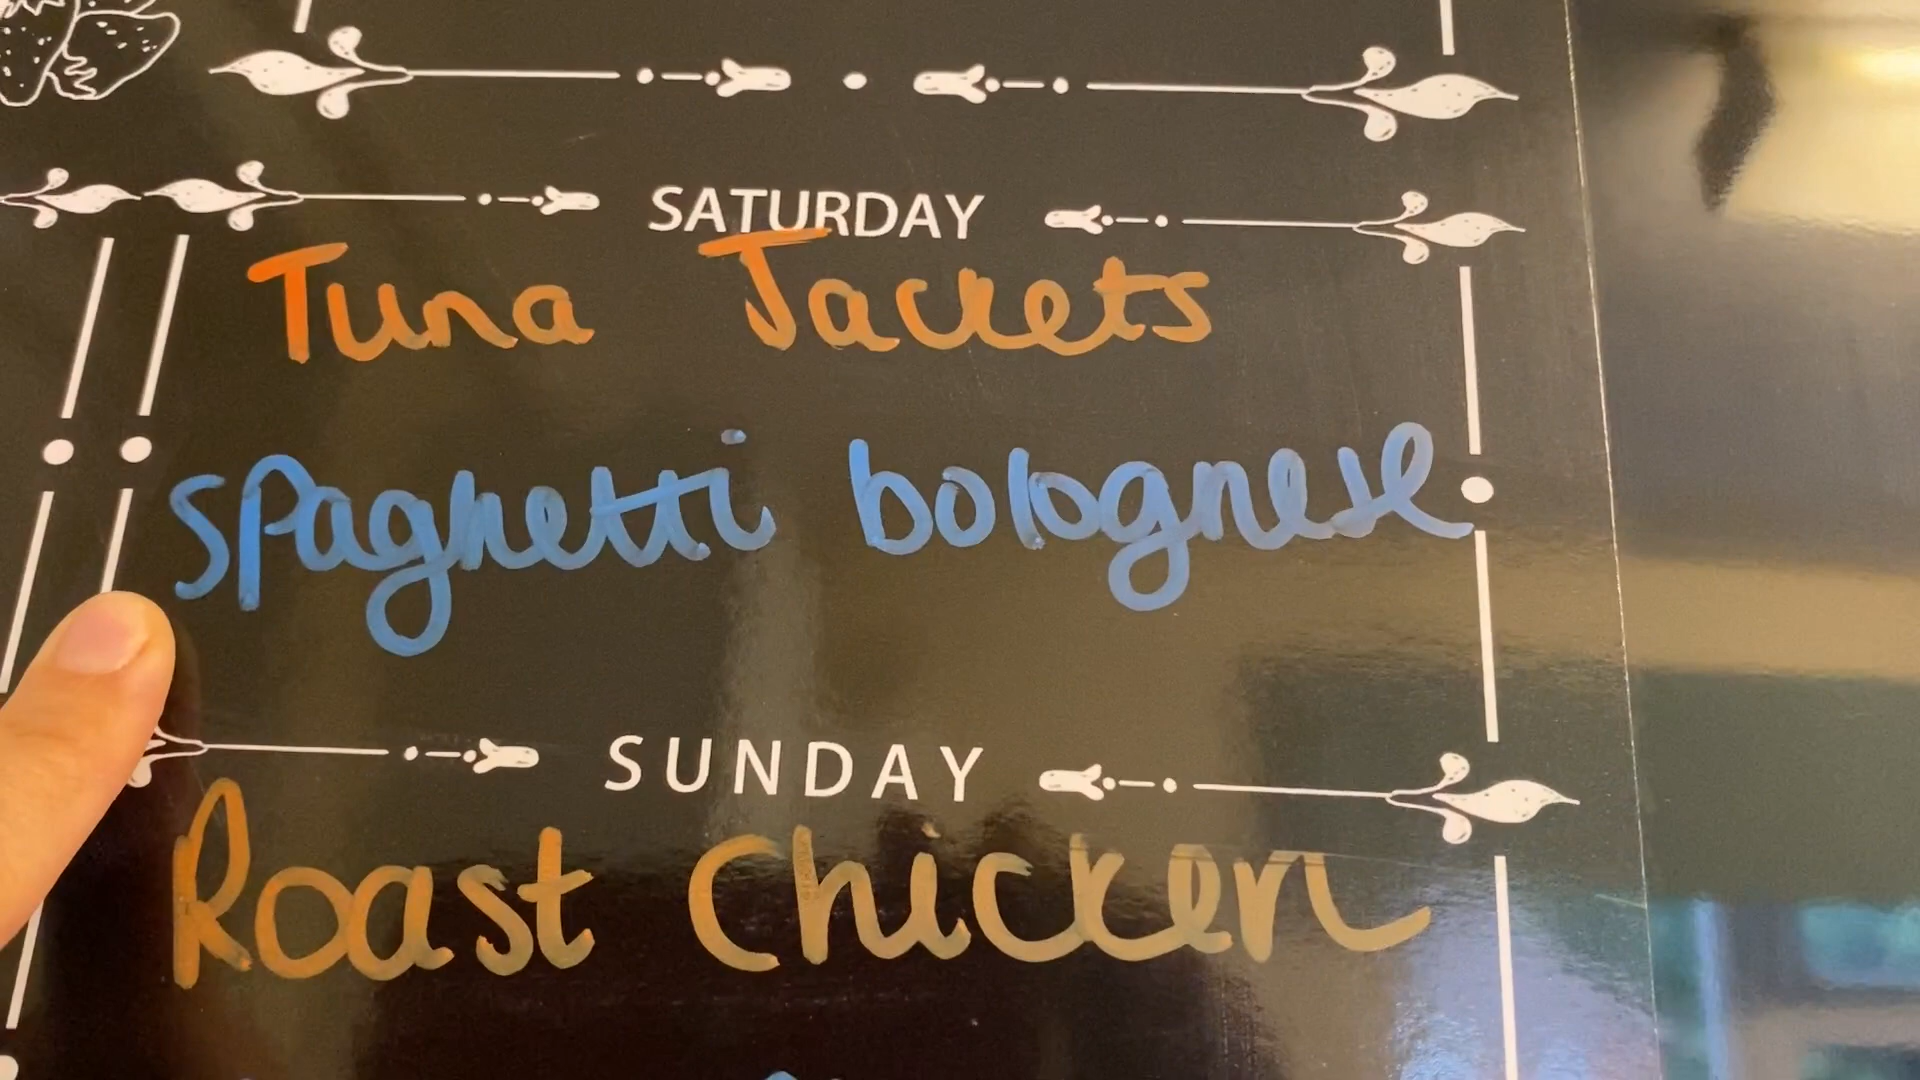 SATURDAY
Tuna Jackets
Spaghetti bolognese
SUNDAY
Roast Chicken